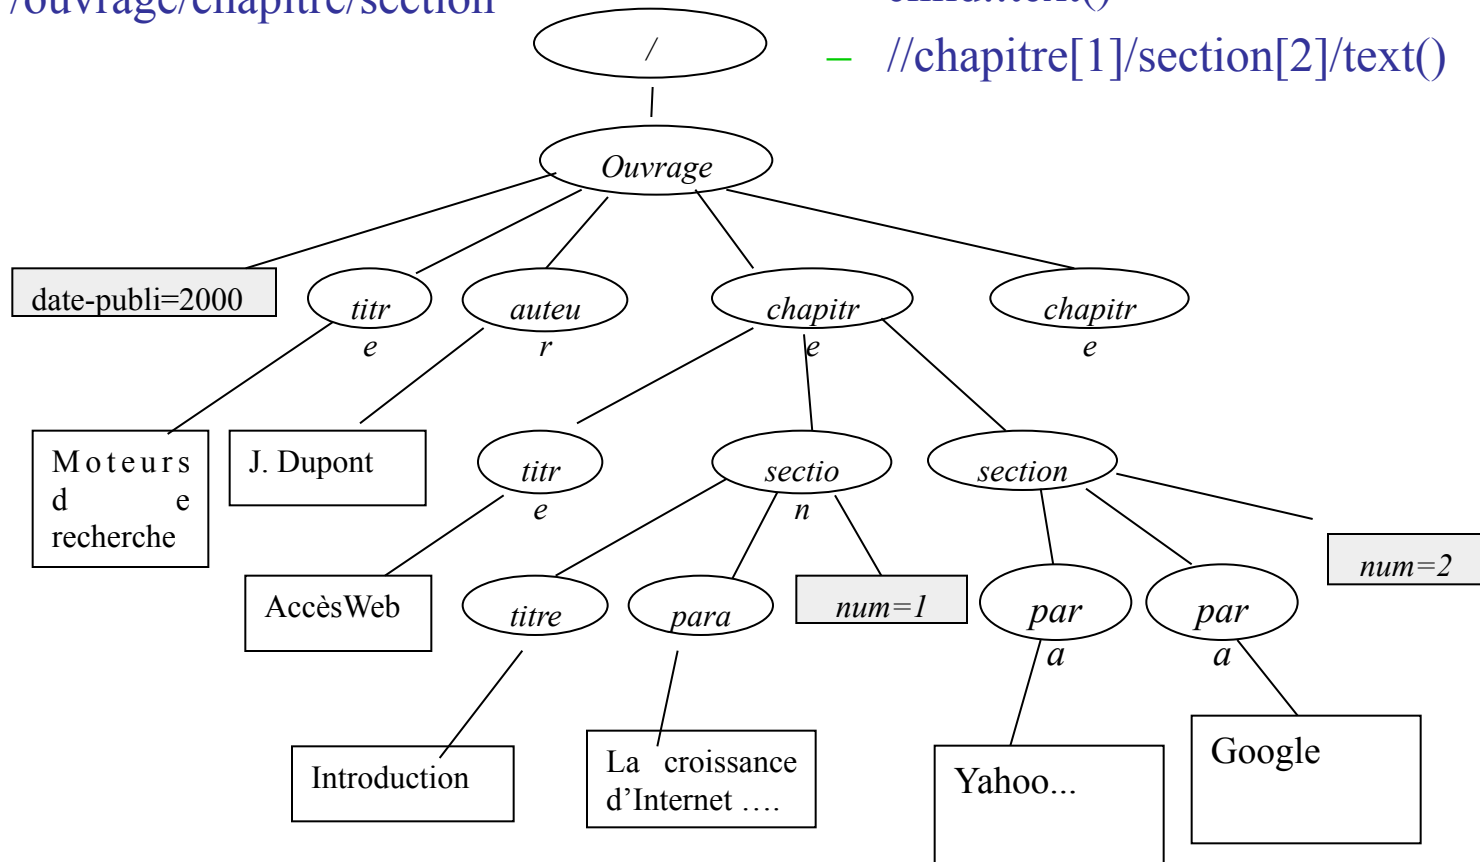 /ouvrage/chapitre/section
//chapitre[1]/section[2]/text()
/
Ouvrage
date-publi=2000
titr
e
auteu
r
chapitr
e
chapitr
e
Moteurs
d e
recherche
J. Dupont
titr
e
sectio
n
section
AccèsWeb
titre
para
num=1
par
a
par
a
num=2
Introduction
La croissance
d’Internet ….
Yahoo...
Google